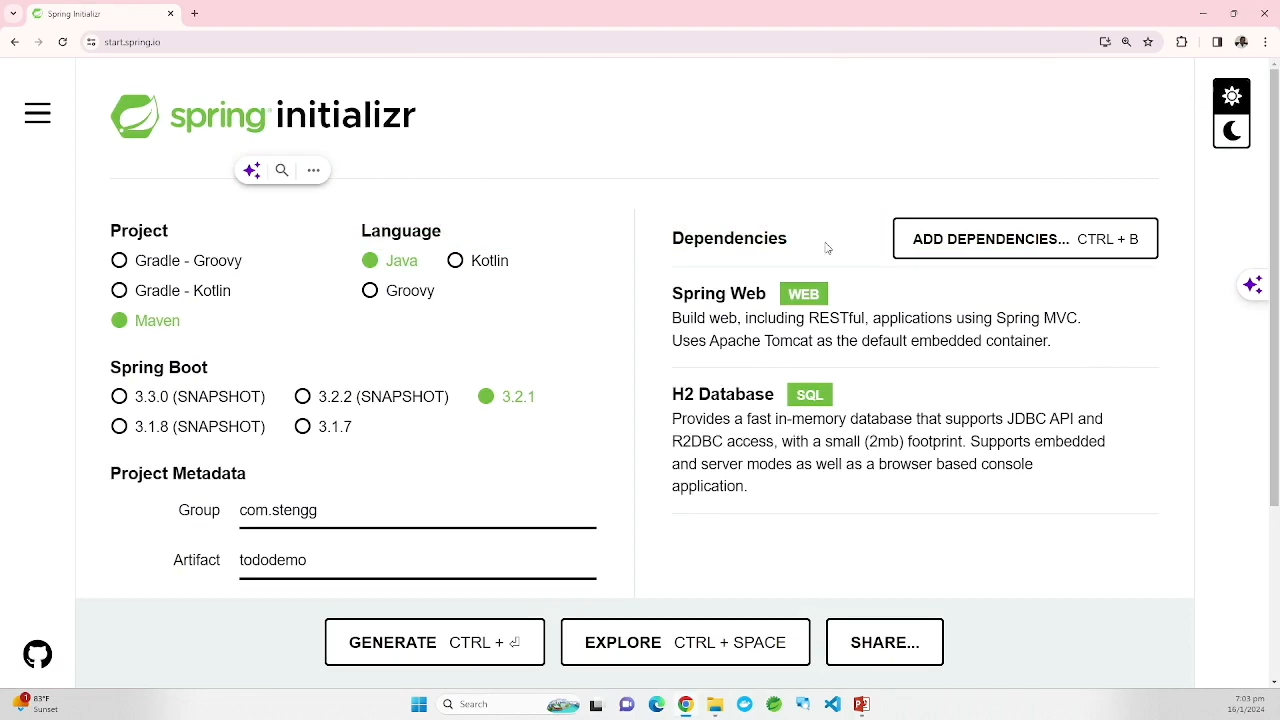 Spring Initializr
start.spring.io
spring initializr
Project
Gradle - Groovy
Gradle - Kotlin
Maven
Language
Java
Kotlin
Groovy
Spring Boot
3.3.0 (SNAPSHOT)
3.2.2 (SNAPSHOT)
3.2.1
3.1.8 (SNAPSHOT)
3.1.7
Project Metadata
Group
com.stengg
Artifact
tododemo
Dependencies
ADD DEPENDENCIES... CTRL + B
Spring Web WEB
Build web, including RESTful, applications using Spring MVC.
Uses Apache Tomcat as the default embedded container.
H2 Database SQL
Provides a fast in-memory database that supports JDBC API and
R2DBC access, with a small (2mb) footprint. Supports embedded
and server modes as well as a browser based console
application.
GENERATE CTRL + ⏎
EXPLORE CTRL + SPACE
SHARE...
1
83°F
Sunset
Search
7:03 pm
16/1/2024